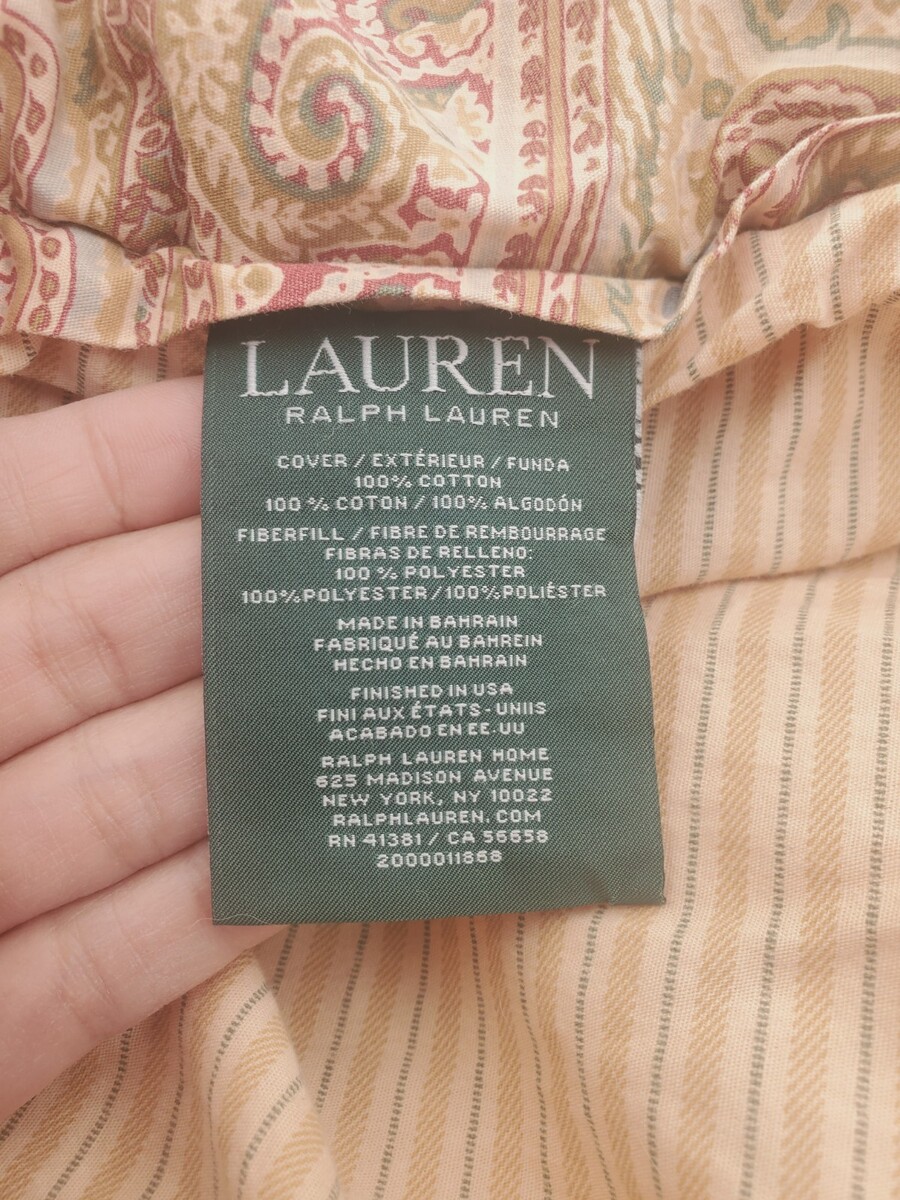 LAUREN
RALPH LAUREN
COVER / EXTÉRIEUR / FUNDA
100% COTTON
100 % COTON / 100% ALGODÓN
FIBERFILL / FIBRE DE REMBOURRAGE
FIBRAS DE RELLENO:
100 % POLYESTER
100%POLYESTER/100%POLIÉSTER
MADE IN BAHRAIN
FABRIQUÉ AU BAHREIN
HECHO EN BAHRAIN
FINISHED IN USA
FINI AUX ÉTATS-UNIIS
ACABADO EN EE.UU
RALPH LAUREN HOME
625 MADISON AVENUE
NEW YORK, NY 10022
RALPHLAUREN.COM
RN 41381 / CA 56658
2000011868